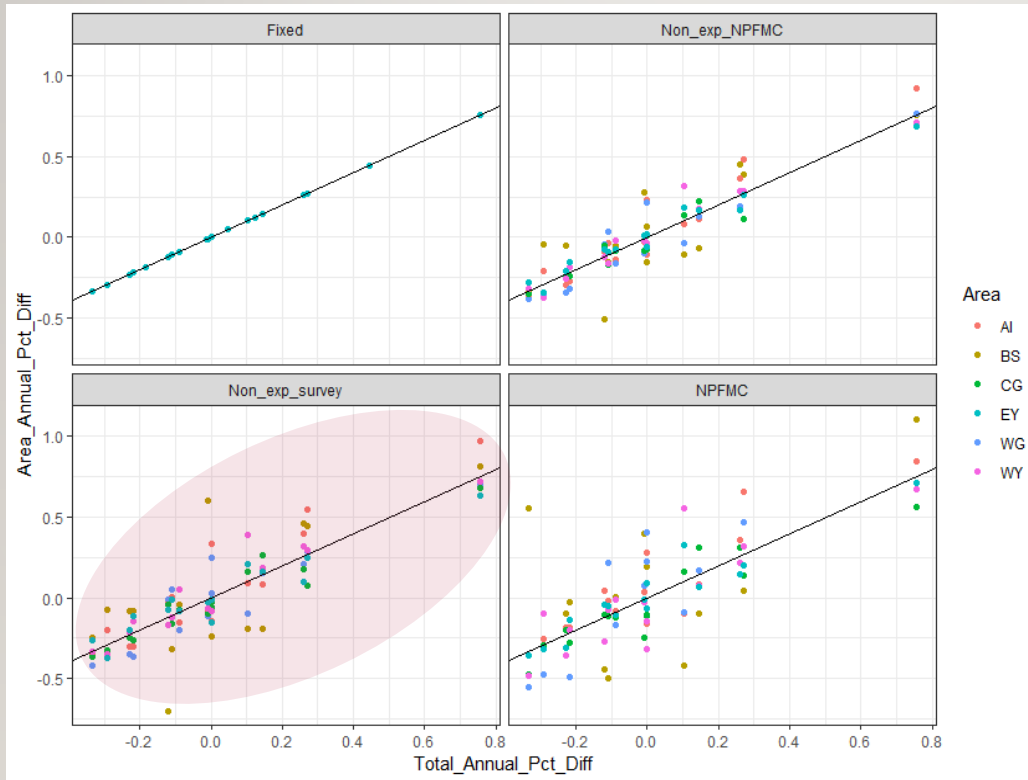 Fixed
Non_exp_NPFMC
1.0
0.5
0.0
-0.5
Non_exp_survey
NPFMC
1.0
0.5
0.0
-0.5
-0.2
0.0
0.2
0.4
0.6
0.8
-0.2
0.0
0.2
0.4
0.6
0.8
Area_Annual_Pct_Diff
Total_Annual_Pct_Diff
Area
AI
BS
CG
EY
WG
WY